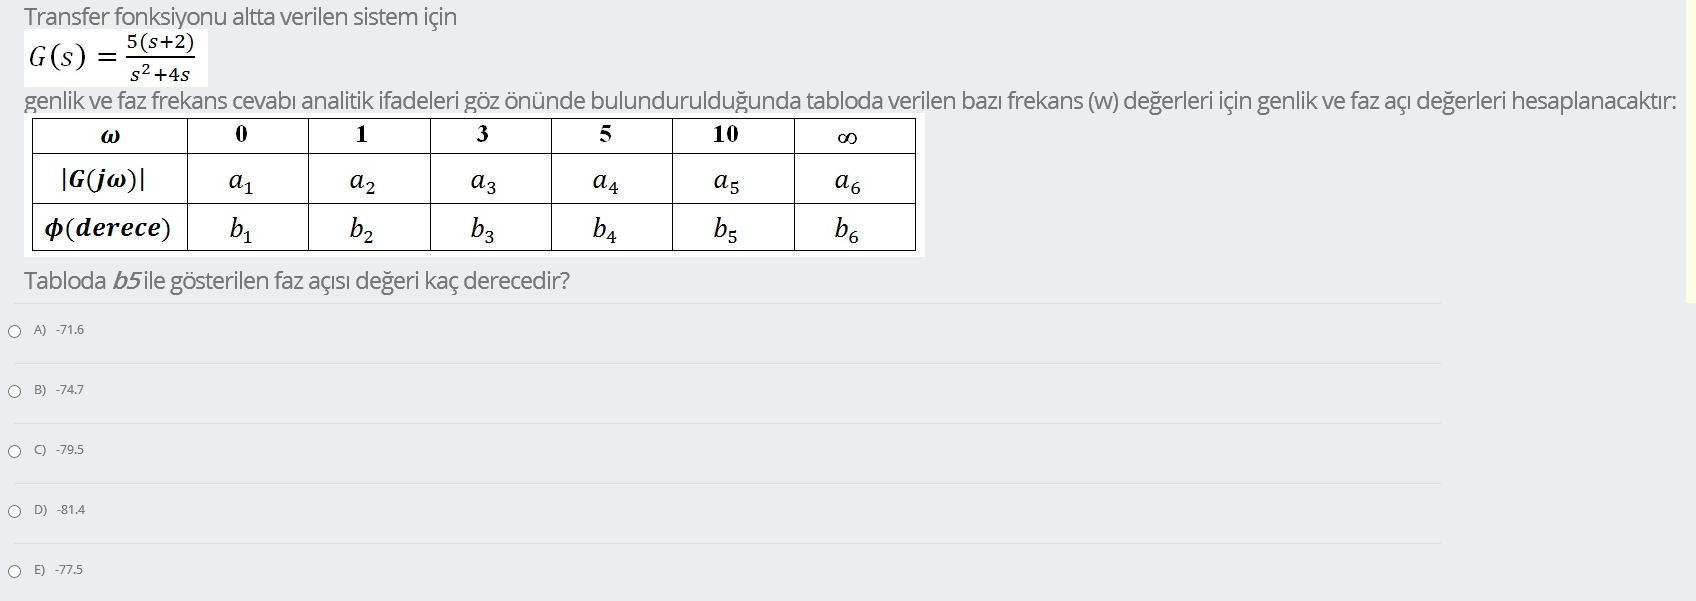 Transfer fonksiyonu altta verilen sistem için
G(s) = 5(s+2) / s²+4s
genlik ve faz frekans cevabı analitik ifadeleri göz önünde bulundurulduğunda tabloda verilen bazı frekans (w) değerleri için genlik ve faz açı değerleri hesaplanacaktır:
ω 0 1 3 5 10 ∞
|G(jω)| a₁ a₂ a₃ a₄ a₅ a₆
ϕ(derece) b₁ b₂ b₃ b₄ b₅ b₆
Tabloda b5 ile gösterilen faz açısı değeri kaç derecedir?
A) -71.6
B) -74.7
C) -79.5
D) -81.4
E) -77.5